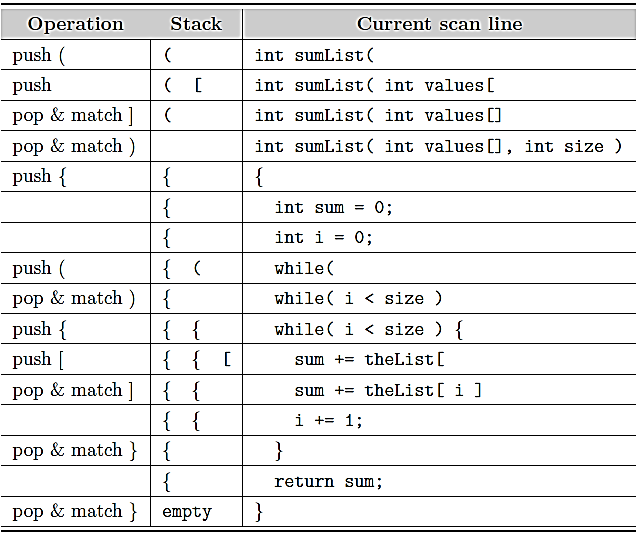 Operation Stack Current scan line
push ( ( int sumList(
push ( [ int sumList( int values[
pop & match ] ( int sumList( int values[]
pop & match ) int sumList( int values[], int size )
push { { {
{ int sum = 0;
{ int i = 0;
push ( { ( while(
pop & match ) { while( i < size )
push { { { while( i < size ) {
push [ { { [ sum += theList[
pop & match ] { { sum += theList[ i ]
{ { i += 1;
pop & match } { }
{ return sum;
pop & match } empty }